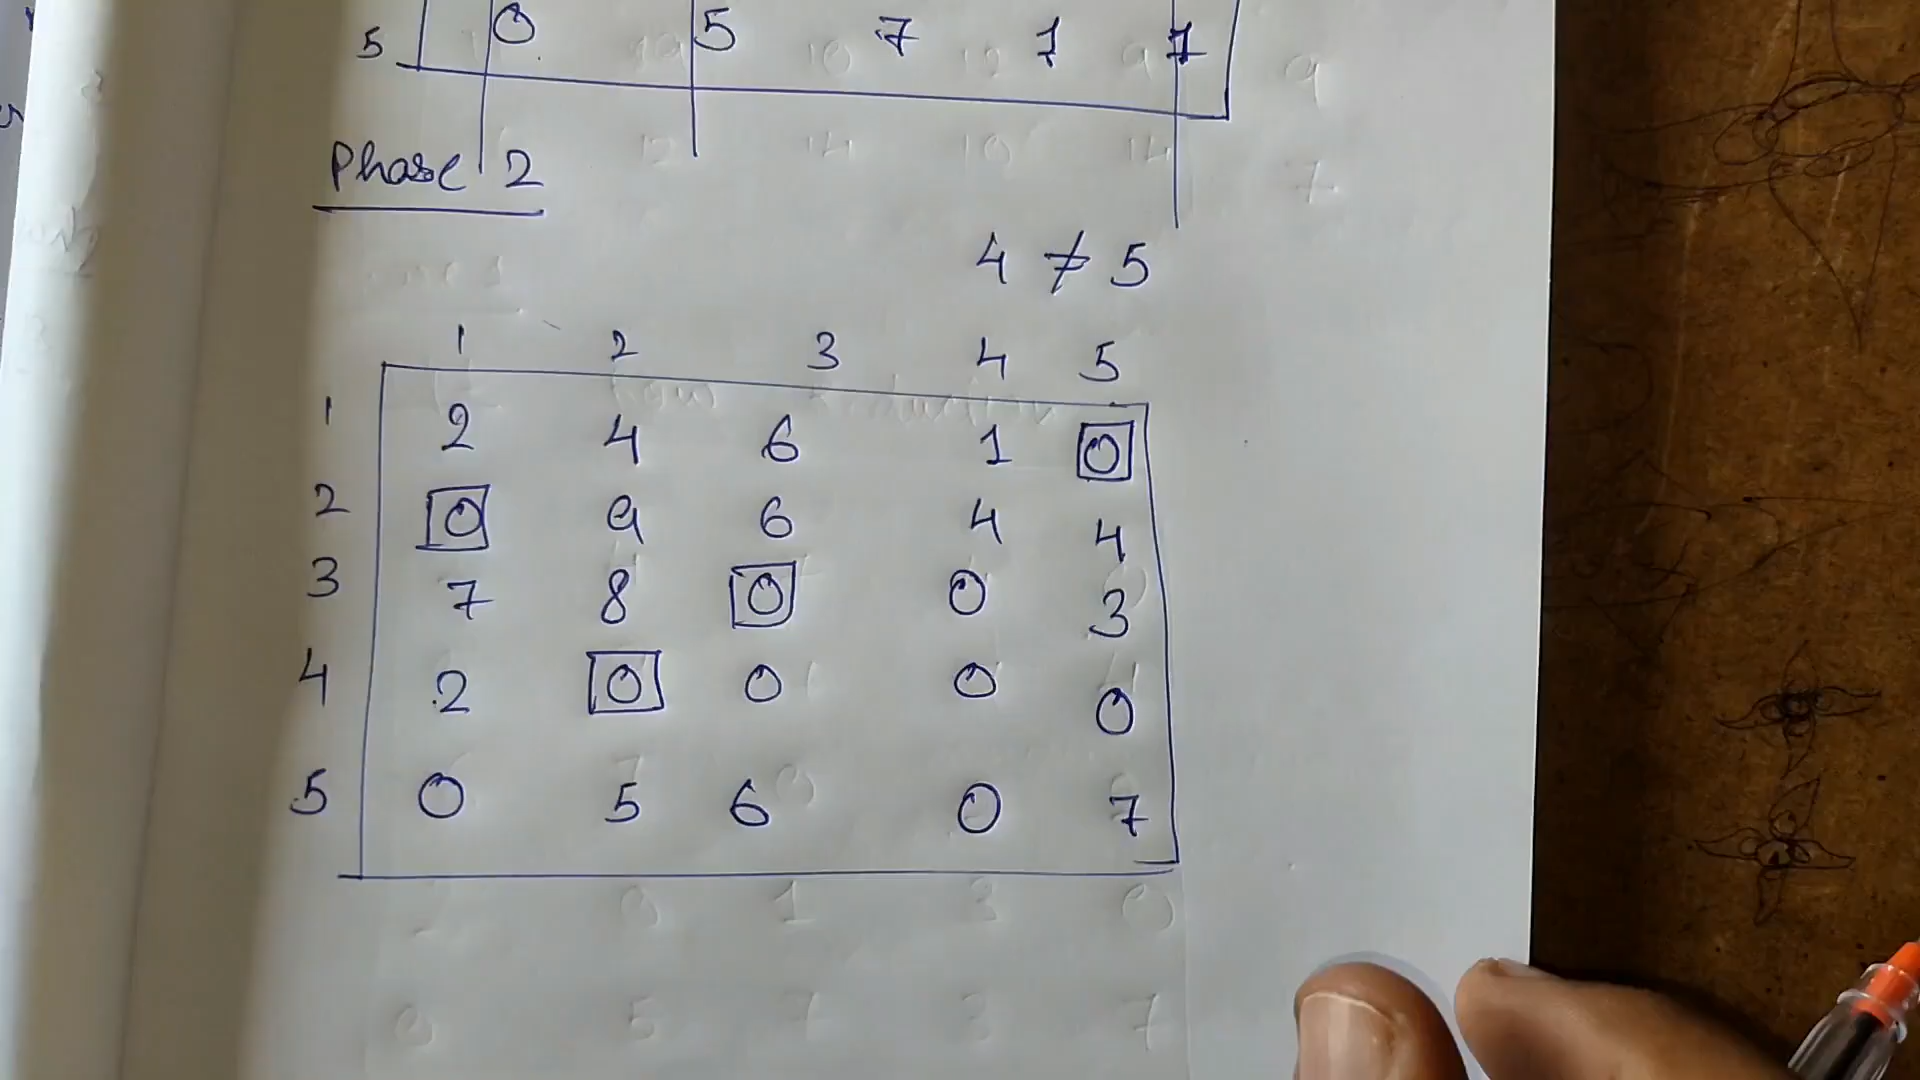 5 0 5 7 1 7
Phase 2
4 ≠ 5
1 2 3 4 5
1 2 4 6 1 0
2 0 9 6 4 4
3 7 8 0 0 3
4 2 0 0 0 0
5 0 5 6 0 7